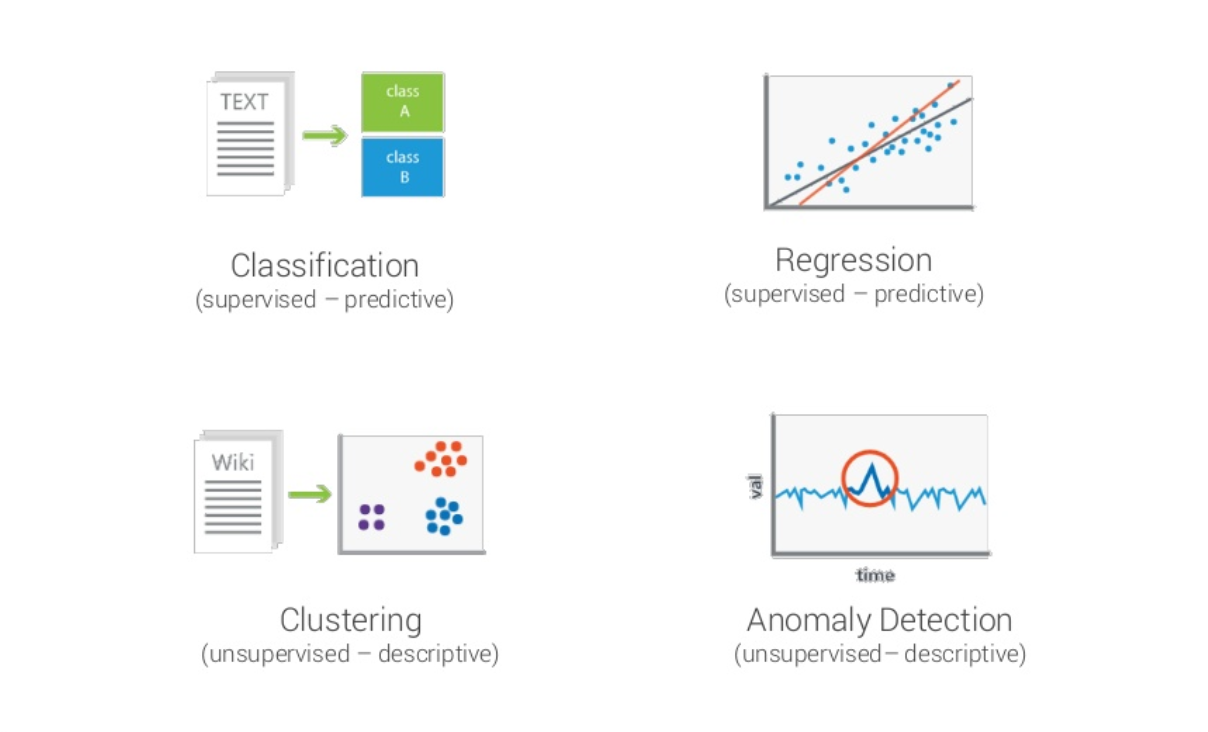 TEXT
class
A
class
B
Classification
(supervised – predictive)
Regression
(supervised – predictive)
Wiki
Clustering
(unsupervised – descriptive)
val
time
Anomaly Detection
(unsupervised– descriptive)